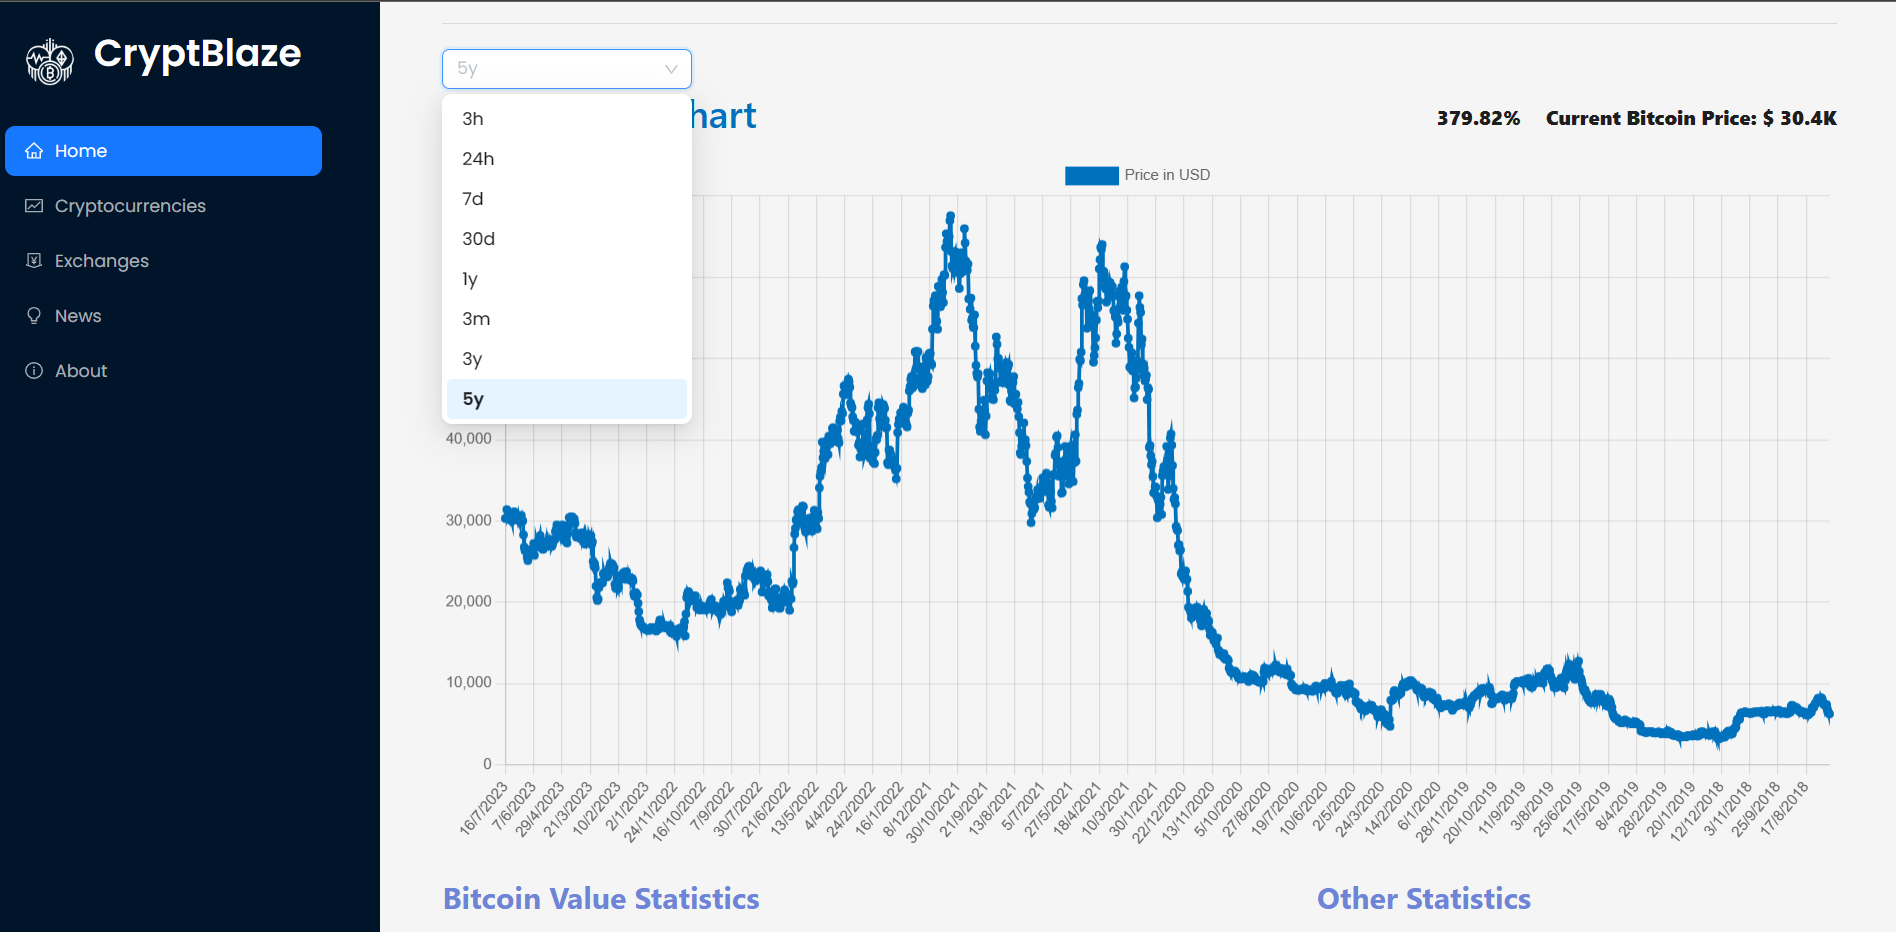 CryptBlaze
Home
Cryptocurrencies
Exchanges
News
About
5y
3h
24h
7d
30d
1y
3m
3y
5y
hart
379.82% Current Bitcoin Price: $ 30.4K
Price in USD
40,000
30,000
20,000
10,000
0
16/7/2023
7/6/2023
29/4/2023
21/3/2023
10/2/2023
2/1/2023
24/11/2022
16/10/2022
7/9/2022
30/7/2022
21/6/2022
13/5/2022
4/4/2022
24/2/2022
16/1/2022
8/12/2021
30/10/2021
21/9/2021
13/8/2021
5/7/2021
27/5/2021
18/4/2021
10/3/2021
30/1/2021
22/12/2020
13/11/2020
5/10/2020
27/8/2020
19/7/2020
10/6/2020
2/5/2020
24/3/2020
14/2/2020
6/1/2020
28/11/2019
20/10/2019
11/9/2019
3/8/2019
25/6/2019
17/5/2019
8/4/2019
28/2/2019
20/1/2019
12/12/2018
3/11/2018
25/9/2018
17/8/2018
Bitcoin Value Statistics
Other Statistics